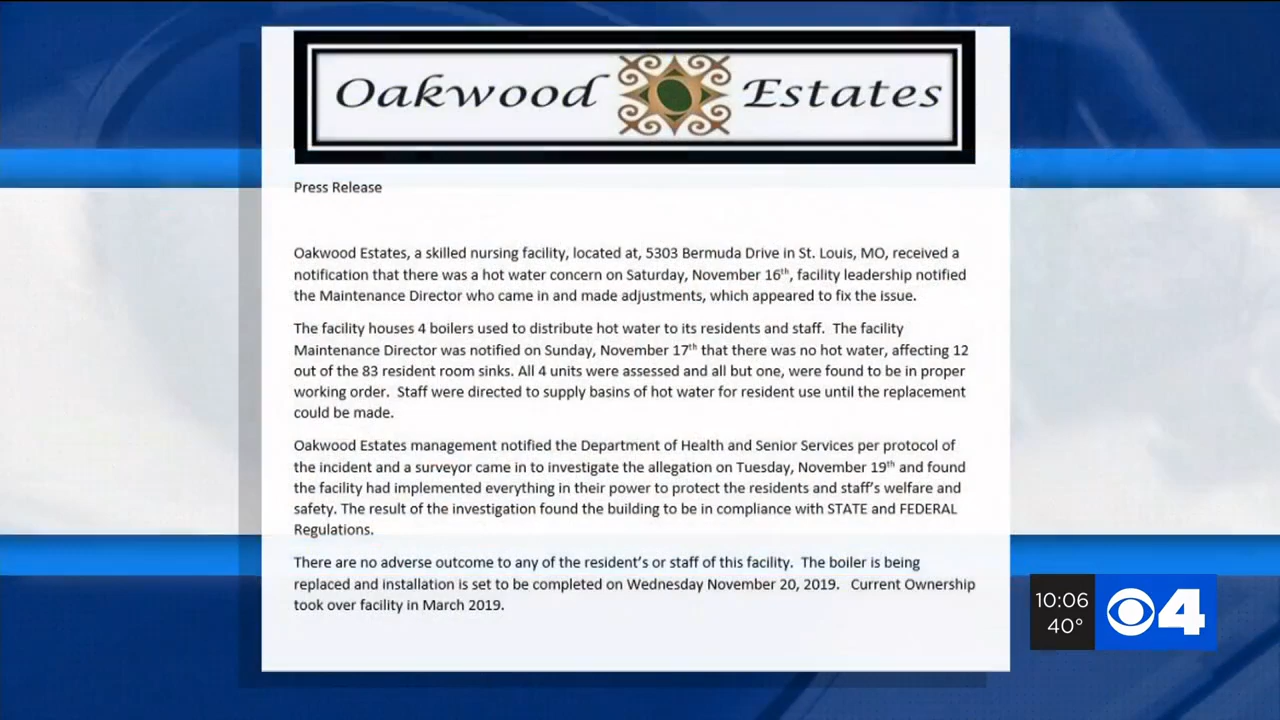 Oakwood Estates
Press Release
Oakwood Estates, a skilled nursing facility, located at, 5303 Bermuda Drive in St. Louis, MO, received a
notification that there was a hot water concern on Saturday, November 16th, facility leadership notified
the Maintenance Director who came in and made adjustments, which appeared to fix the issue.
The facility houses 4 boilers used to distribute hot water to its residents and staff.  The facility
Maintenance Director was notified on Sunday, November 17th that there was no hot water, affecting 12
out of the 83 resident room sinks. All 4 units were assessed and all but one, were found to be in proper
working order.  Staff were directed to supply basins of hot water for resident use until the replacement
could be made.
Oakwood Estates management notified the Department of Health and Senior Services per protocol of
the incident and a surveyor came in to investigate the allegation on Tuesday, November 19th and found
the facility had implemented everything in their power to protect the residents and staff's welfare and
safety. The result of the investigation found the building to be in compliance with STATE and FEDERAL
Regulations.
There are no adverse outcome to any of the resident's or staff of this facility.  The boiler is being
replaced and installation is set to be completed on Wednesday November 20, 2019.   Current Ownership
took over facility in March 2019.
10:06
40°
4